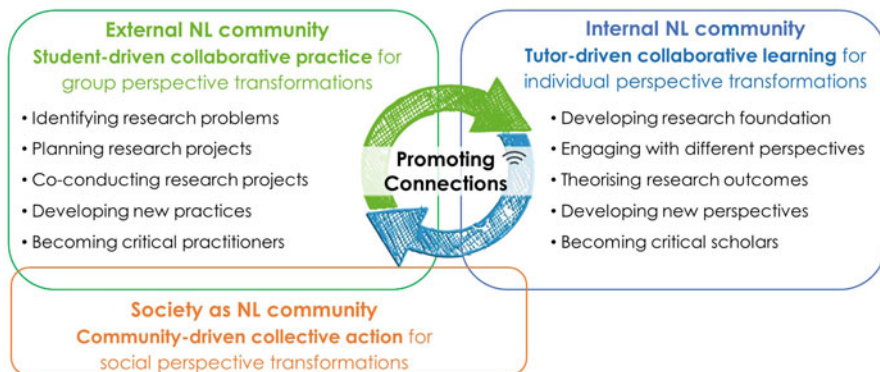 External NL community
Student-driven collaborative practice for
group perspective transformations
• Identifying research problems
• Planning research projects
• Co-conducting research projects
• Developing new practices
• Becoming critical practitioners
Promoting
Connections
Internal NL community
Tutor-driven collaborative learning for
individual perspective transformations
• Developing research foundation
• Engaging with different perspectives
• Theorising research outcomes
• Developing new perspectives
• Becoming critical scholars
Society as NL community
Community-driven collective action for
social perspective transformations